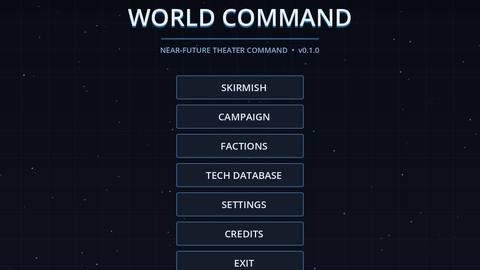 WORLD COMMAND
NEAR-FUTURE THEATER COMMAND • v0.1.0
SKIRMISH
CAMPAIGN
FACTIONS
TECH DATABASE
SETTINGS
CREDITS
EXIT